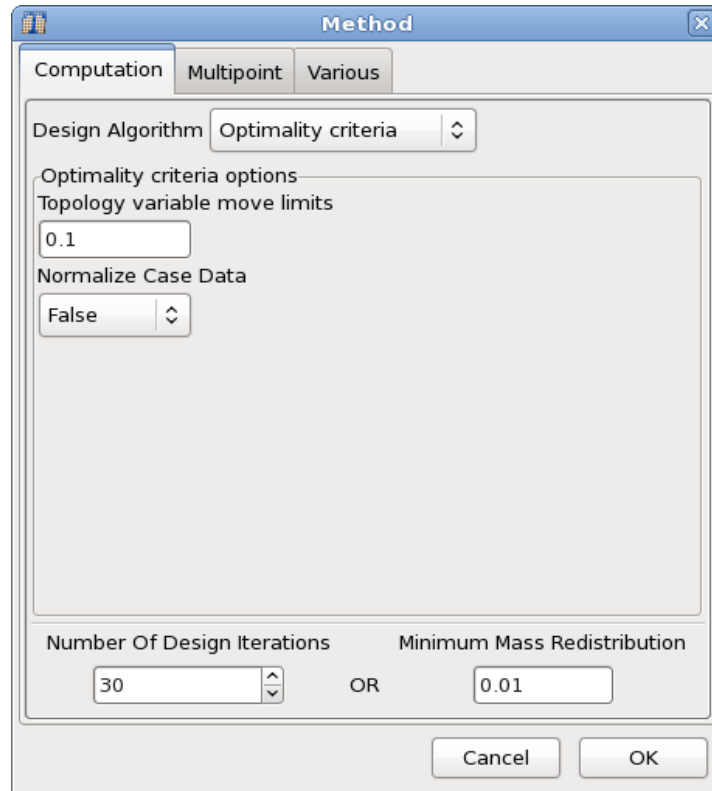 Method
Computation Multipoint Various
Design Algorithm Optimality criteria
Optimality criteria options
Topology variable move limits
0.1
Normalize Case Data
False
Number Of Design Iterations Minimum Mass Redistribution
30 OR 0.01
Cancel OK